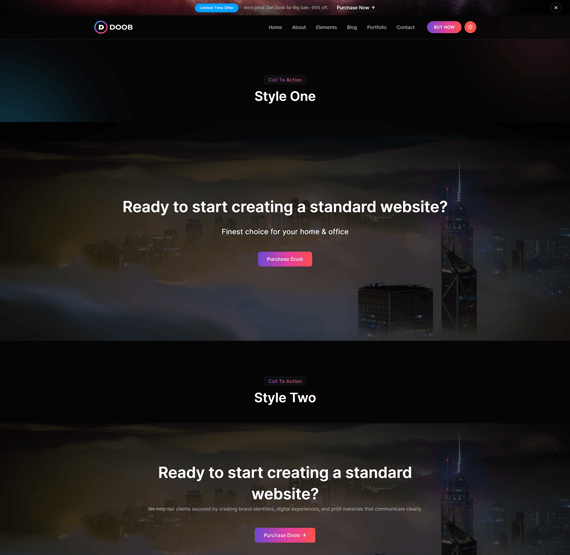 Limited Time Offer
Intro price. Get Doob for Big Sale -95% off.
Purchase Now →
DOOB
Home
About
Elements
Blog
Portfolio
Contact
BUY NOW
Call To Action
Style One
Ready to start creating a standard website?
Finest choice for your home & office
Purchase Doob
Call To Action
Style Two
Ready to start creating a standard
website?
We help our clients succeed by creating brand identities, digital experiences, and print materials that communicate clearly.
Purchase Doob →